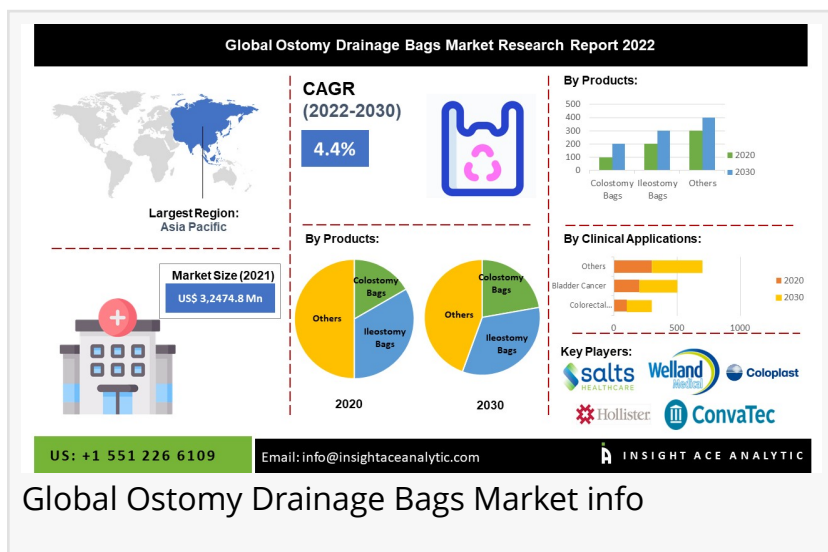 Global Ostomy Drainage Bags Market Research Report 2022
Largest Region:
Asia Pacific
Market Size (2021)
US$ 3,2474.8 Mn
CAGR
(2022-2030)
4.4%
By Products:
Colostomy
Bags
Ileostomy
Bags
Others
2020
Colostomy
Bags
Ileostomy
Bags
Others
2030
By Products:
500
400
300
200
100
0
Colostomy Bags
Ileostomy Bags
Others
2020
2030
By Clinical Applications:
Others
Bladder Cancer
Colorectal...
0 500 1000
2020
2030
Key Players:
salts
HEALTHCARE
Welland
Medical
Coloplast
Hollister
ConvaTec
US: +1 551 226 6109
Email: info@insightaceanalytic.com
INSIGHT ACE ANALYTIC
Global Ostomy Drainage Bags Market info